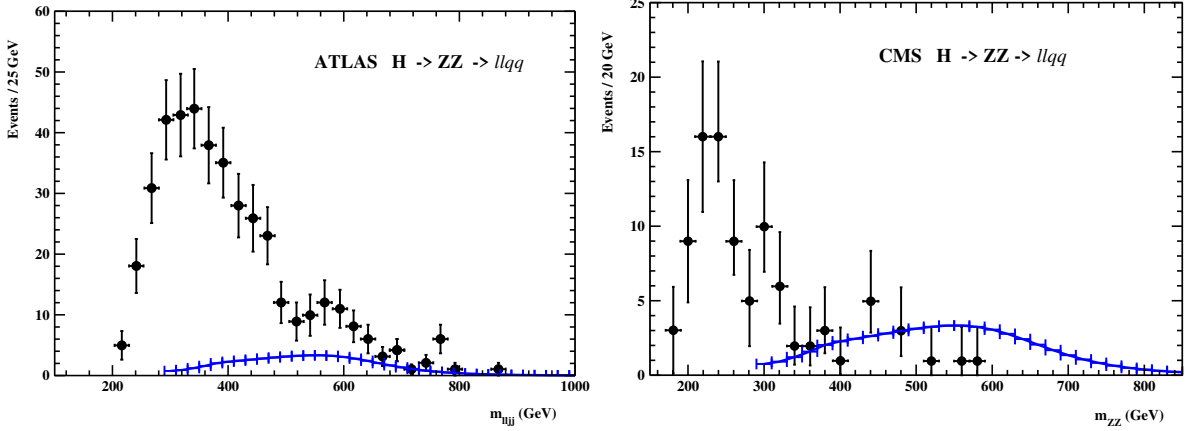 60
50
40
30
20
10
0
Events / 25 GeV
ATLAS H -> ZZ -> llqq
200 400 600 800 1000
m_lljj (GeV)
25
20
15
10
5
0
Events / 20 GeV
CMS H -> ZZ -> llqq
200 300 400 500 600 700 800
m_ZZ (GeV)